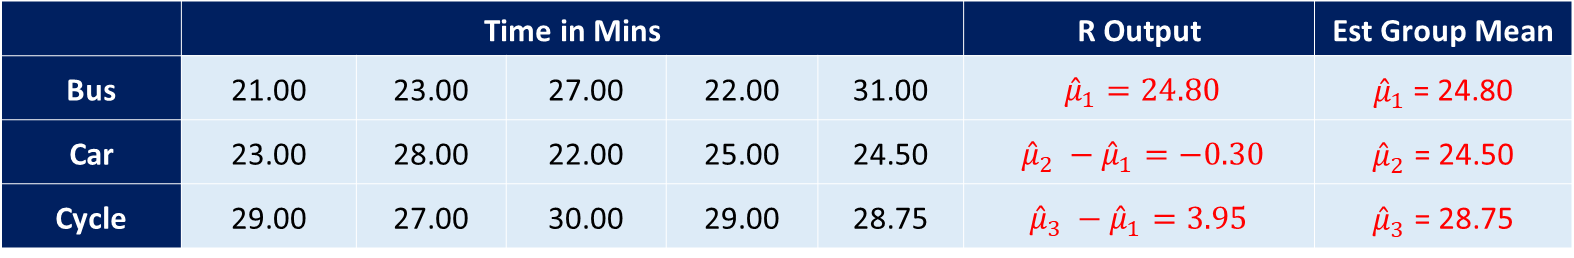 Time in Mins R Output Est Group Mean
Bus 21.00 23.00 27.00 22.00 31.00 μ̂₁ = 24.80 μ̂₁ = 24.80
Car 23.00 28.00 22.00 25.00 24.50 μ̂₂ − μ̂₁ = −0.30 μ̂₂ = 24.50
Cycle 29.00 27.00 30.00 29.00 28.75 μ̂₃ − μ̂₁ = 3.95 μ̂₃ = 28.75